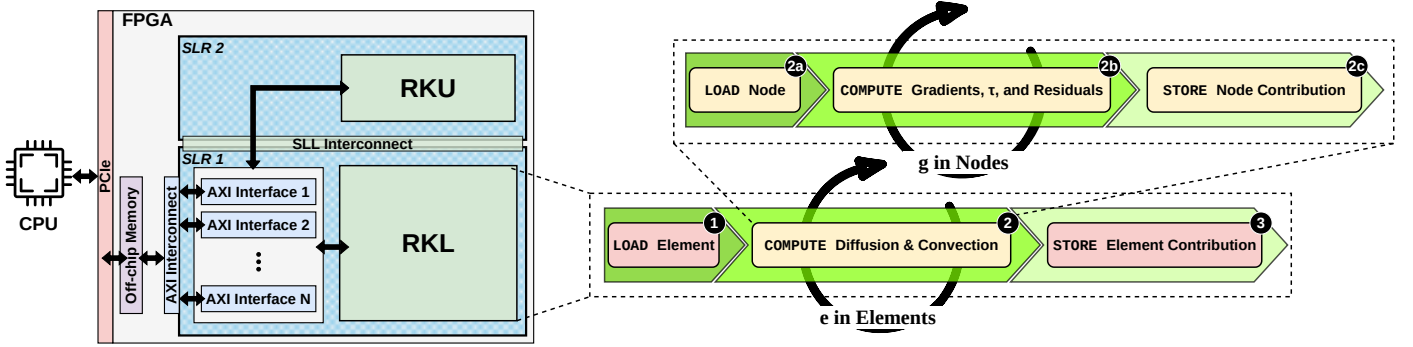 FPGA
SLR 2
RKU
SLL Interconnect
SLR 1
CPU
PCIe
Off-chip Memory
AXI Interconnect
AXI Interface 1
AXI Interface 2
AXI Interface N
RKL
2a
LOAD Node
2b
COMPUTE Gradients, τ, and Residuals
2c
STORE Node Contribution
g in Nodes
1
LOAD Element
2
COMPUTE Diffusion & Convection
3
STORE Element Contribution
e in Elements